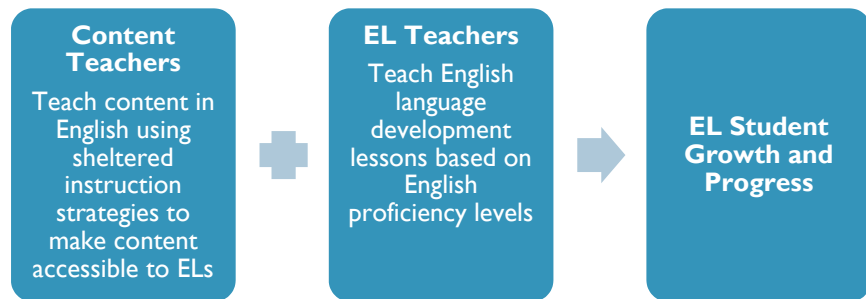 Content
Teachers
Teach content in
English using
sheltered
instruction
strategies to
make content
accessible to ELs
EL Teachers
Teach English
language
development
lessons based on
English
proficiency levels
EL Student
Growth and
Progress